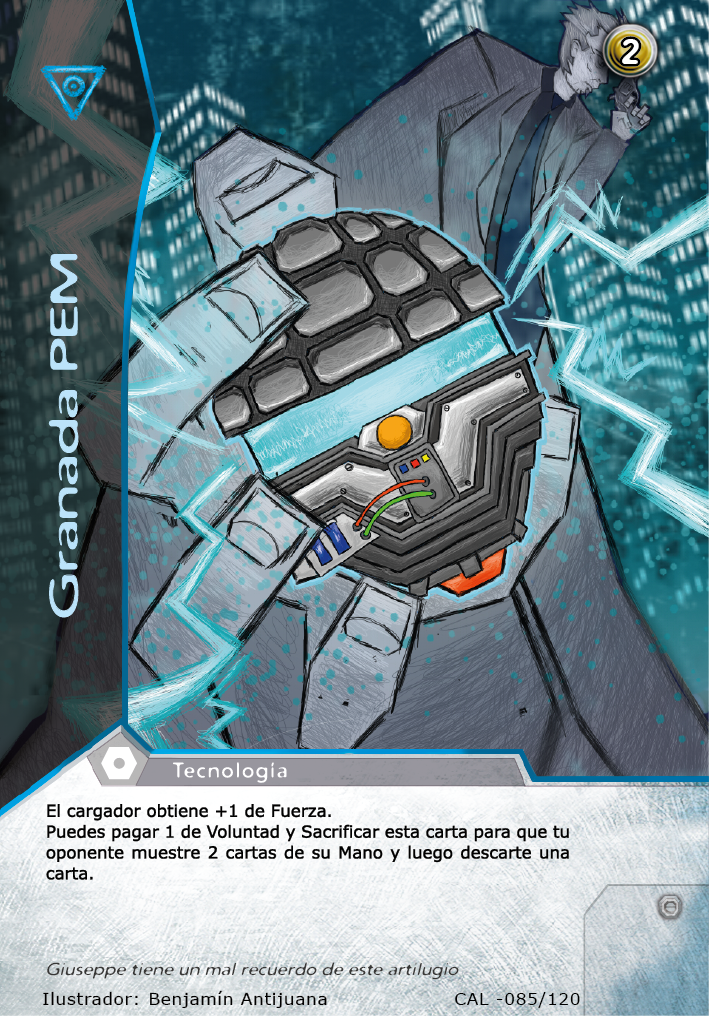 2
Granada PEM
Tecnología
El cargador obtiene +1 de Fuerza.
Puedes pagar 1 de Voluntad y Sacrificar esta carta para que tu
oponente muestre 2 cartas de su Mano y luego descarte una
carta.
Giuseppe tiene un mal recuerdo de este artilugio
Ilustrador: Benjamín Antijuana
CAL -085/120